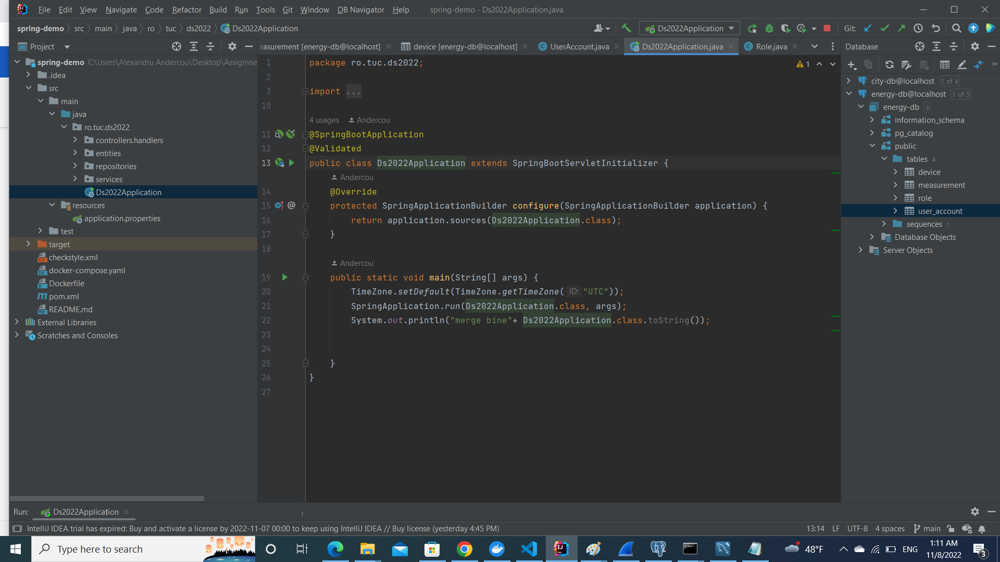 File Edit View Navigate Code Refactor Build Run Tools Git Window DB Navigator Help spring-demo - Ds2022Application.java
spring-demo src main java ro tuc ds2022 Ds2022Application
Ds2022Application Git:
Project
easurement [energy-db@localhost] device [energy-db@localhost] UserAccount.java Ds2022Application.java Role.java
Database
spring-demo C:\Users\Alexandru Andercou\Desktop\Assigmne
.idea
src
main
java
ro.tuc.ds2022
controllers.handlers
entities
repositories
services
Ds2022Application
resources
application.properties
test
target
checkstyle.xml
docker-compose.yaml
Dockerfile
pom.xml
README.md
External Libraries
Scratches and Consoles
1 package ro.tuc.ds2022;
1
2
3 import ...
10
4 usages Andercou
11 @SpringBootApplication
12 @Validated
13 public class Ds2022Application extends SpringBootServletInitializer {
Andercou
14 @Override
15 protected SpringApplicationBuilder configure(SpringApplicationBuilder application) {
16 return application.sources(Ds2022Application.class);
17 }
18
Andercou
19 public static void main(String[] args) {
20 TimeZone.setDefault(TimeZone.getTimeZone( ID: "UTC"));
21 SpringApplication.run(Ds2022Application.class, args);
22 System.out.println("merge bine"+ Ds2022Application.class.toString());
23
24
25 }
26 }
27
city-db@localhost 1 of 4
energy-db@localhost 1 of 5
energy-db 3
information_schema
pg_catalog
public
tables 4
device
measurement
role
user_account
sequences 1
Database Objects
Server Objects
Run: Ds2022Application
IntelliJ IDEA trial has expired: Buy and activate a license by 2022-11-07 00:00 to keep using IntelliJ IDEA // Buy license (yesterday 4:45 PM)
13:14 LF UTF-8 4 spaces main
Type here to search
48°F ENG 1:11 AM
11/8/2022
3